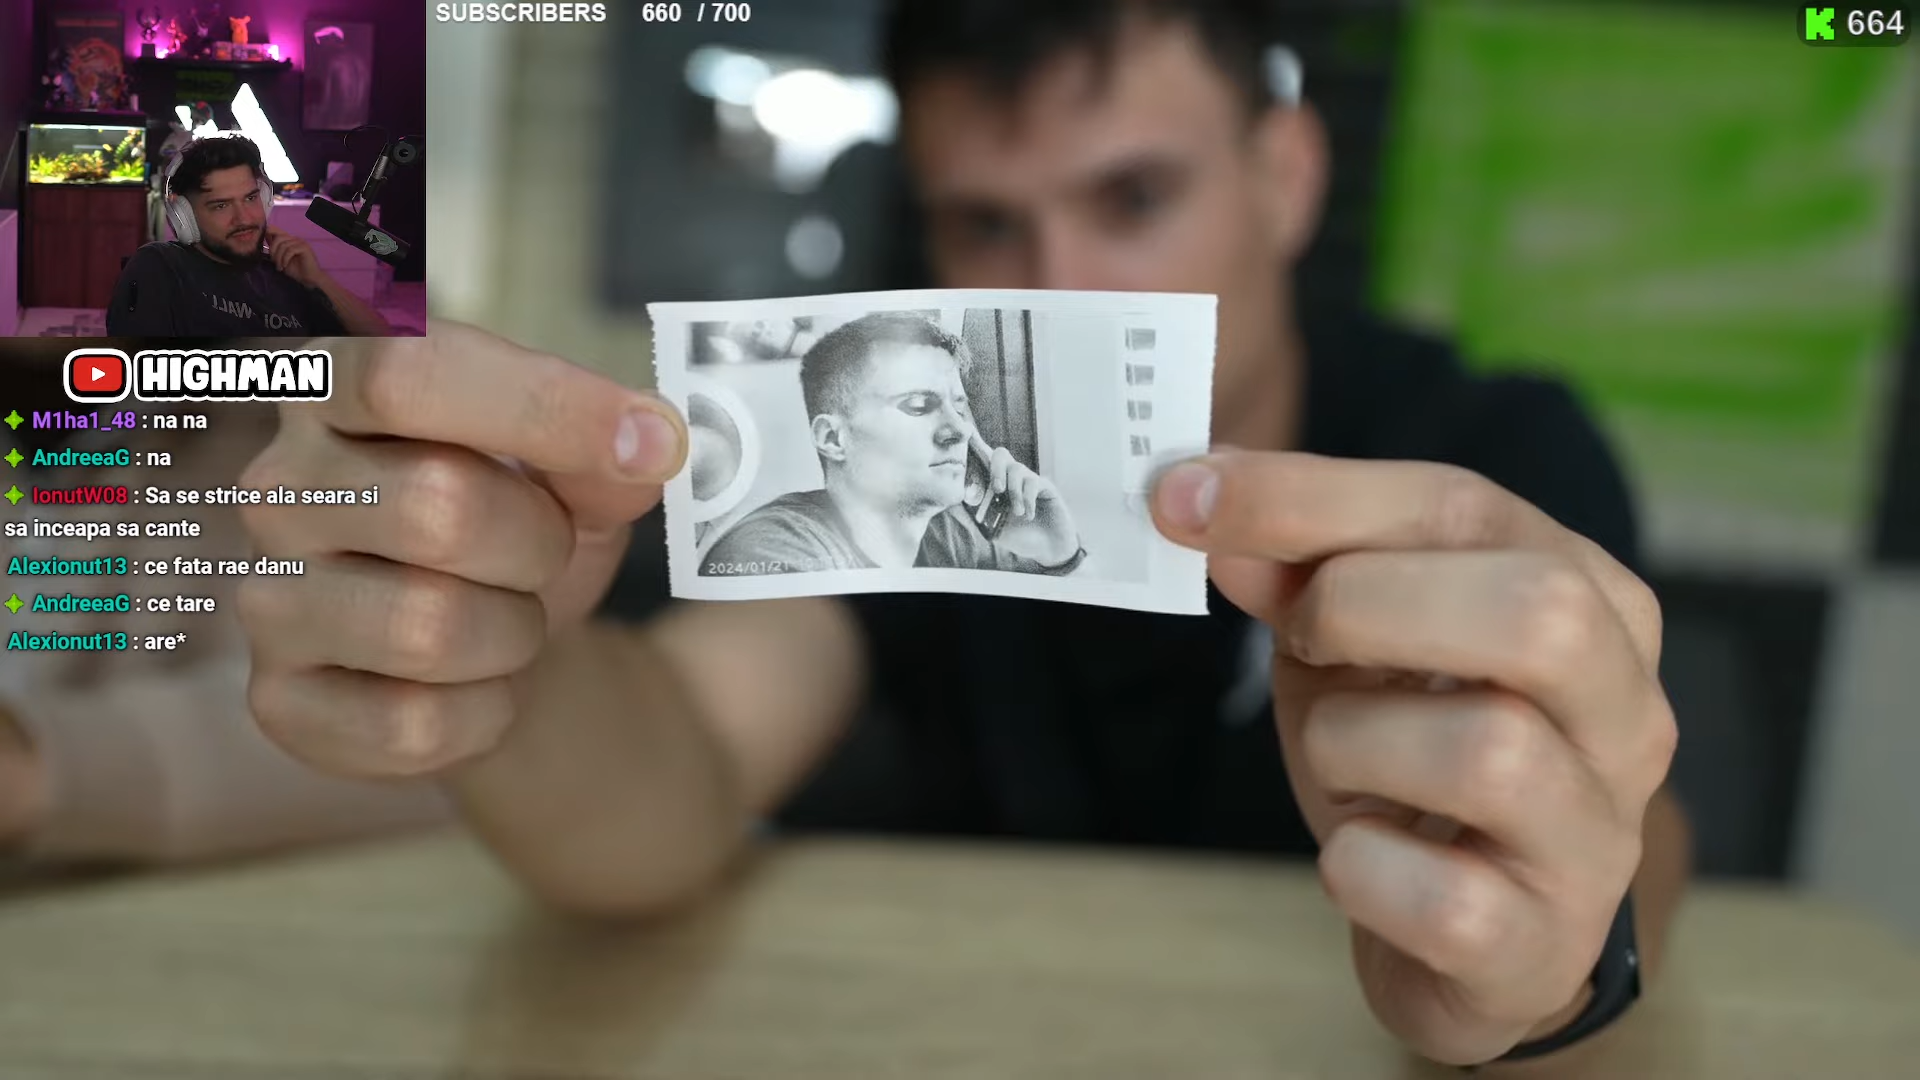 SUBSCRIBERS 660 / 700
664
HIGHMAN
M1ha1_48 : na na
AndreeaG : na
IonutW08 : Sa se strice ala seara si
sa inceapa sa cante
Alexionut13 : ce fata rae danu
AndreeaG : ce tare
Alexionut13 : are*
2024/01/21